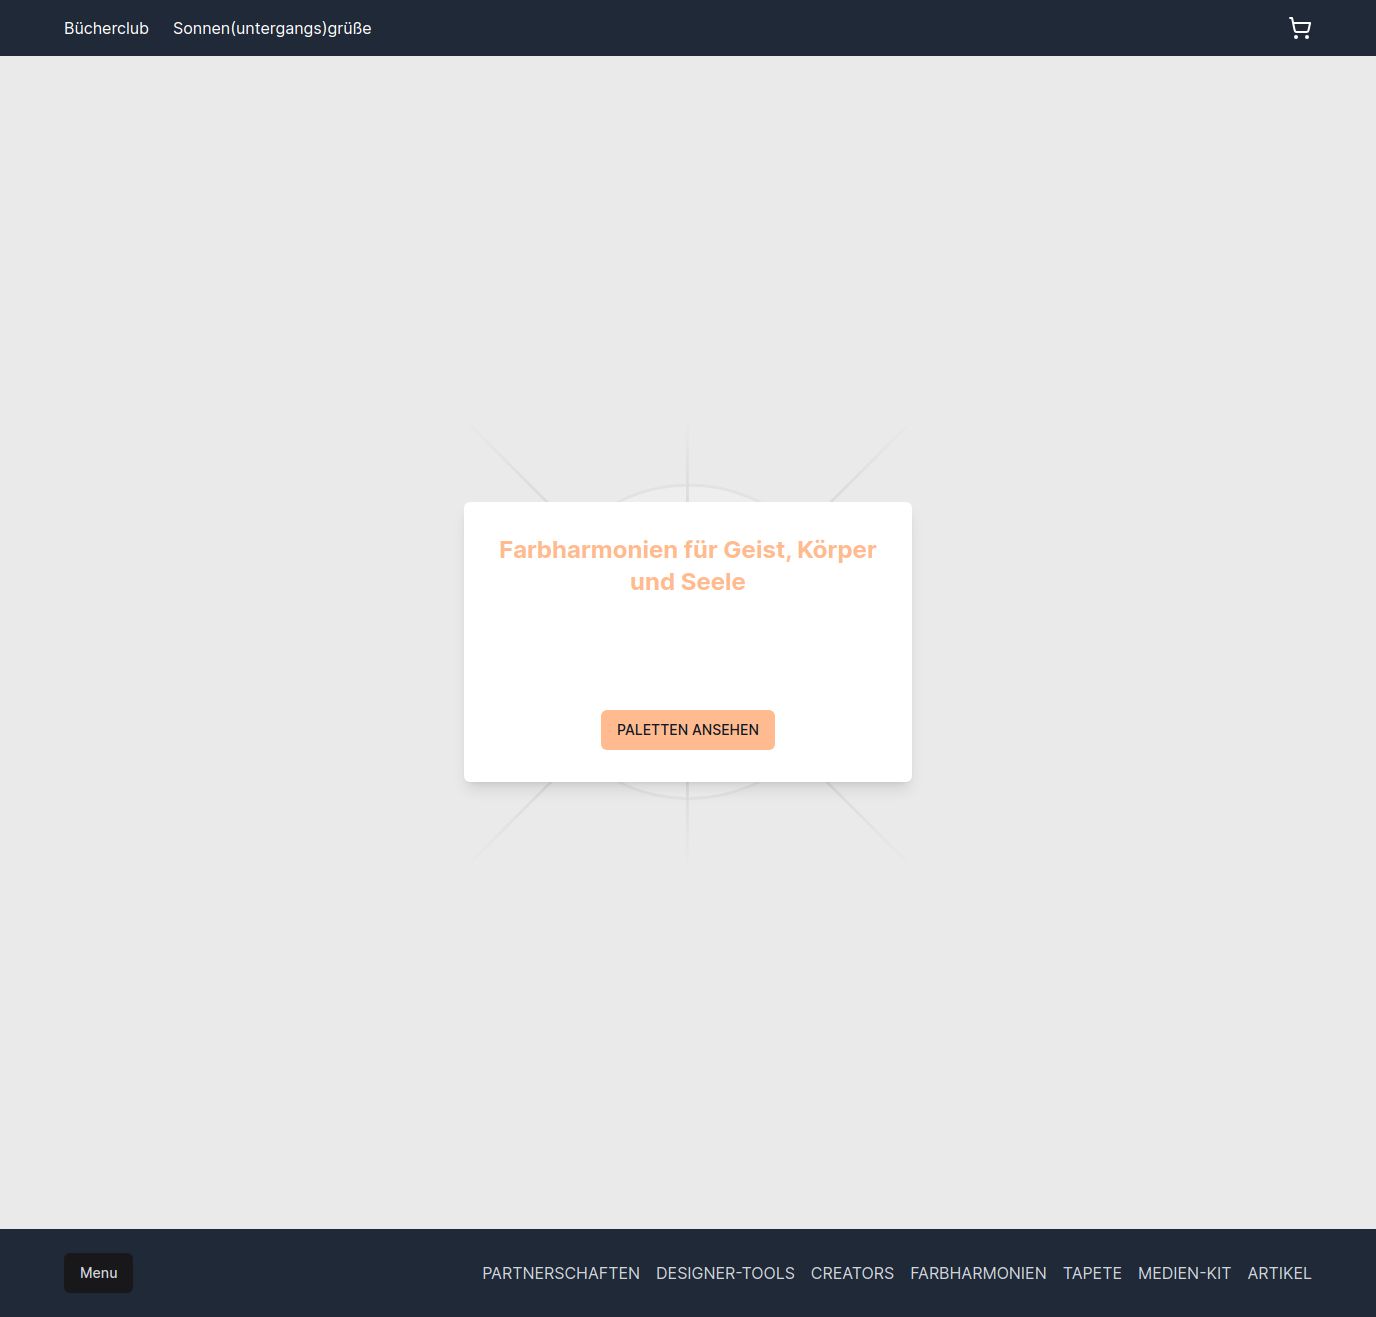 Bücherclub Sonnen(untergangs)grüße
Farbharmonien für Geist, Körper
und Seele
PALETTEN ANSEHEN
Menu PARTNERSCHAFTEN DESIGNER-TOOLS CREATORS FARBHARMONIEN TAPETE MEDIEN-KIT ARTIKEL